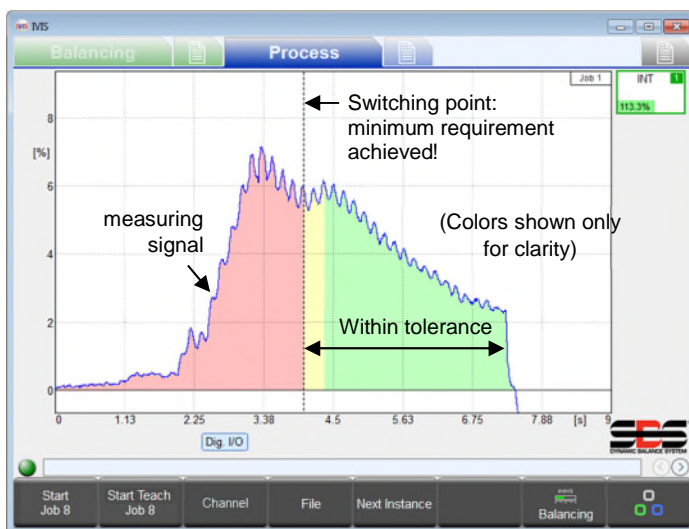 IVIS IVIS
Balancing
Process
Job 1
INT 1
113.3%
Switching point:
minimum requirement
achieved!
8
[%]
6
4
2
0
measuring
signal
(Colors shown only
for clarity)
Within tolerance
0 1.13 2.25 3.38 4.5 5.63 6.75 7.88 [s] 9
Dig. I/O
SBS
DYNAMIC BALANCE SYSTEM
Start
Job 8
Start Teach
Job 8
Channel
File
Next Instance
Balancing